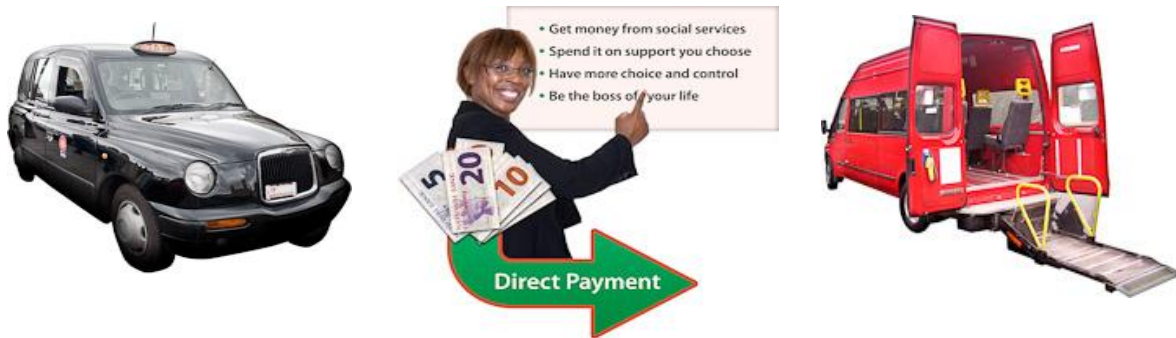 • Get money from social services
• Spend it on support you choose
• Have more choice and control
• Be the boss of your life
5
20
10
Direct Payment